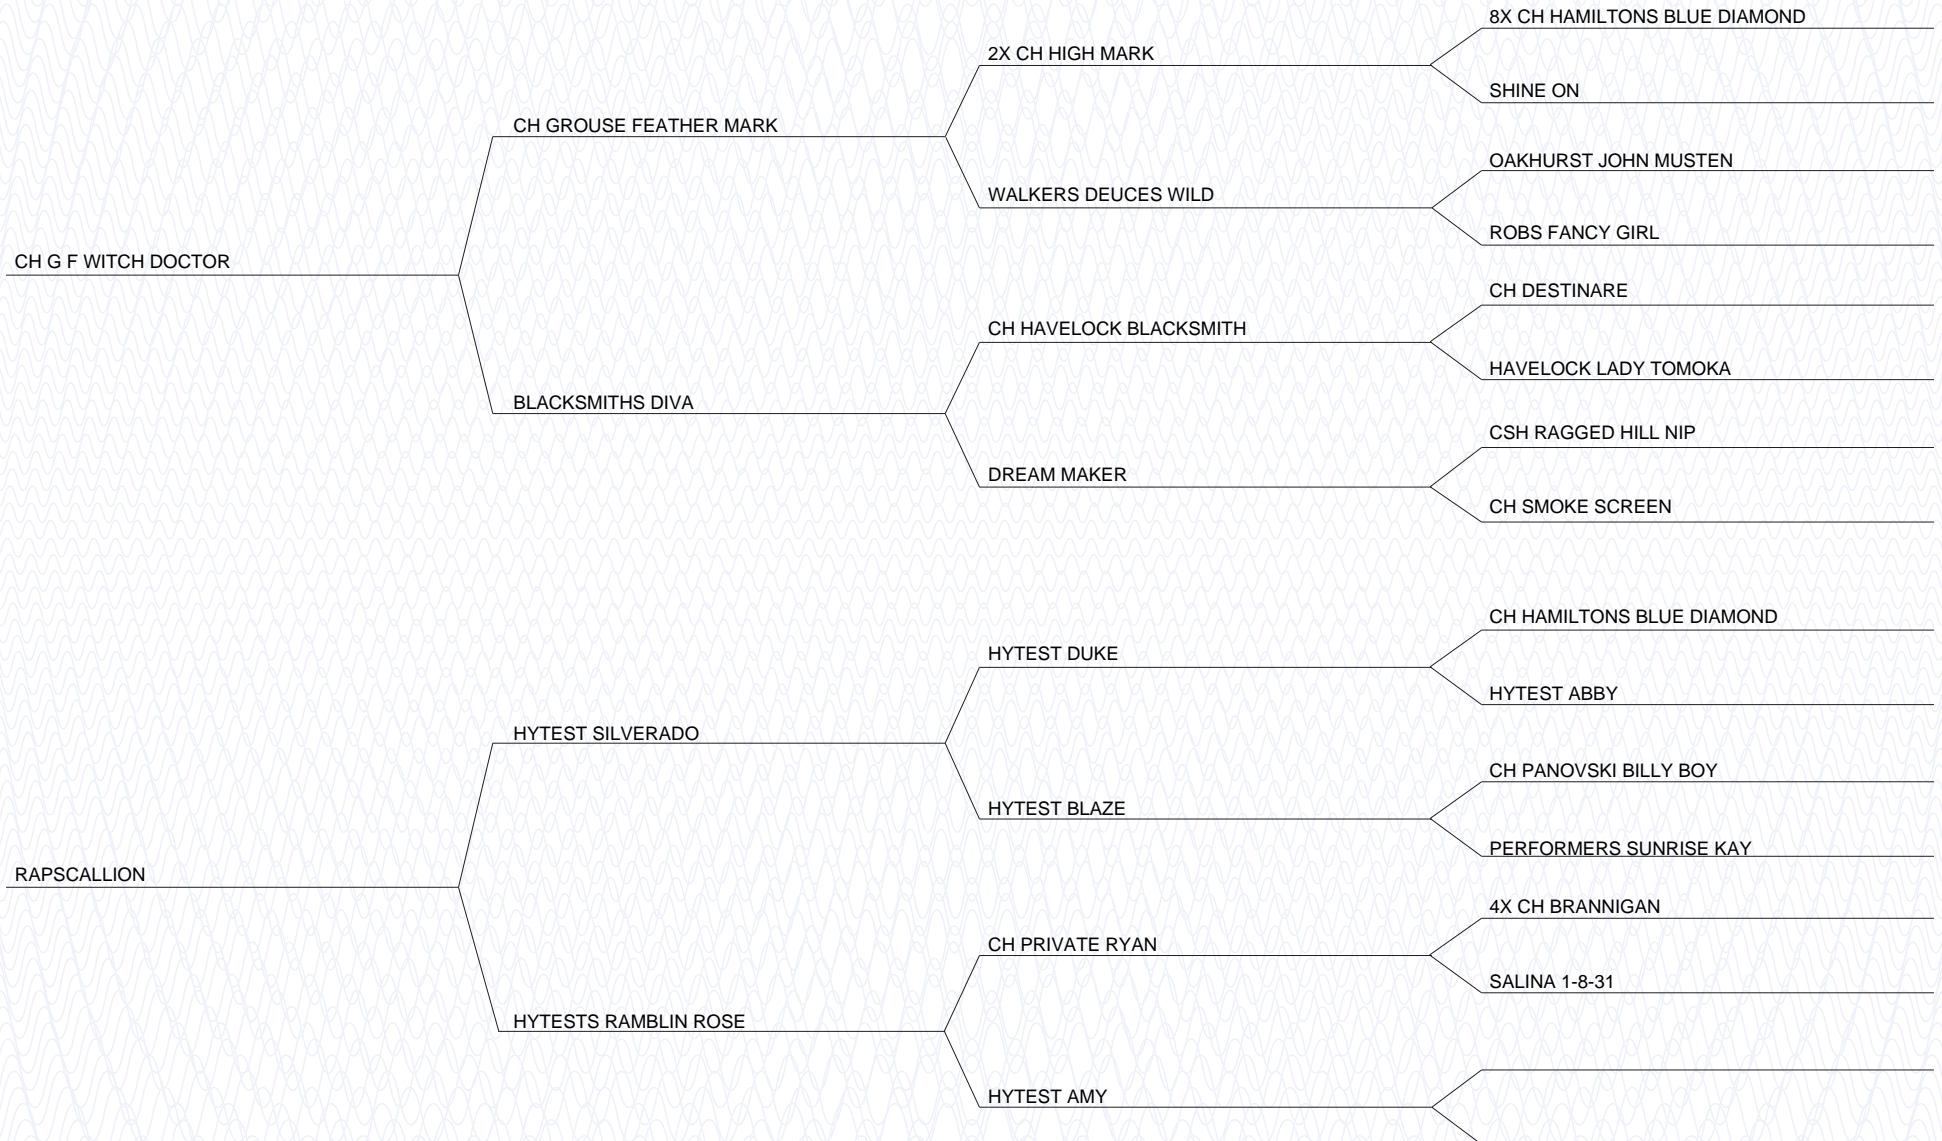 8X CH HAMILTONS BLUE DIAMOND
2X CH HIGH MARK
SHINE ON
CH GROUSE FEATHER MARK
OAKHURST JOHN MUSTEN
WALKERS DEUCES WILD
ROBS FANCY GIRL
CH G F WITCH DOCTOR
CH DESTINARE
CH HAVELOCK BLACKSMITH
HAVELOCK LADY TOMOKA
BLACKSMITHS DIVA
CSH RAGGED HILL NIP
DREAM MAKER
CH SMOKE SCREEN
CH HAMILTONS BLUE DIAMOND
HYTEST DUKE
HYTEST ABBY
HYTEST SILVERADO
CH PANOVSKI BILLY BOY
HYTEST BLAZE
PERFORMERS SUNRISE KAY
RAPSCALLION
4X CH BRANNIGAN
CH PRIVATE RYAN
SALINA 1-8-31
HYTESTS RAMBLIN ROSE
HYTEST AMY